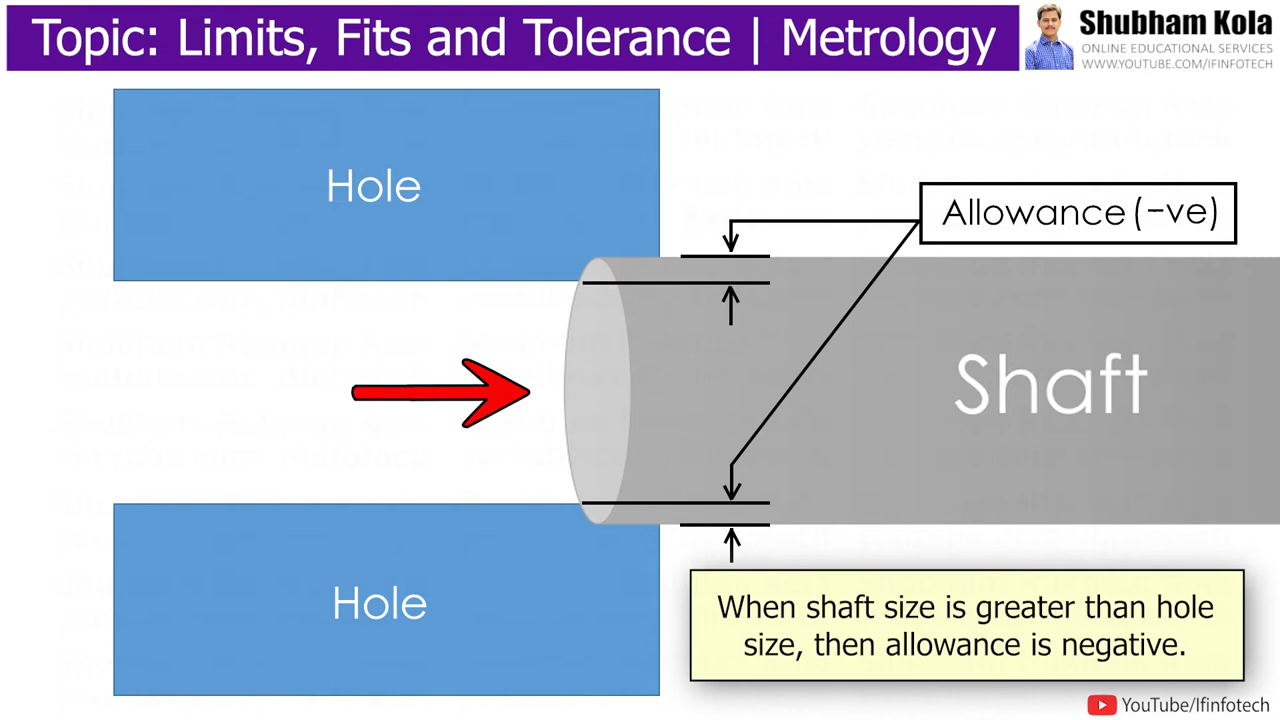 Topic: Limits, Fits and Tolerance | Metrology
Shubham Kola
ONLINE EDUCATIONAL SERVICES
WWW.YOUTUBE.COM/IFINFOTECH
Hole
Allowance (-ve)
Shaft
Hole
When shaft size is greater than hole
size, then allowance is negative.
YouTube/Ifinfotech